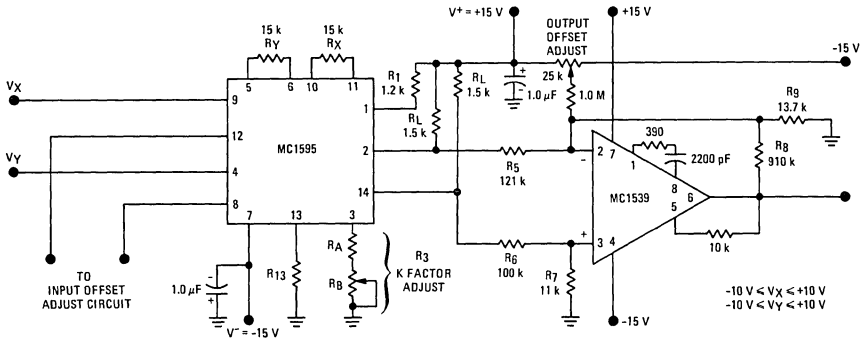 V+ = +15 V
+15 V
15 k
RY
15 k
RX
OUTPUT
OFFSET
ADJUST
-15 V
5
6
10
11
R1
1.2 k
RL
1.5 k
+
-
1.0 µF
25 k
1.0 M
R9
13.7 k
VX
9
1
RL
1.5 k
12
MC1595
2
R5
121 k
2
-
7
390
1
2200 pF
8
R8
910 k
VY
4
14
MC1539
6
8
5
7
13
3
+
3
4
10 k
RA
R3
K FACTOR
ADJUST
RB
R6
100 k
R7
11 k
TO
INPUT OFFSET
ADJUST CIRCUIT
1.0 µF
-
+
R13
V- = -15 V
-15 V
-10 V ≤ VX ≤ +10 V
-10 V ≤ VY ≤ +10 V